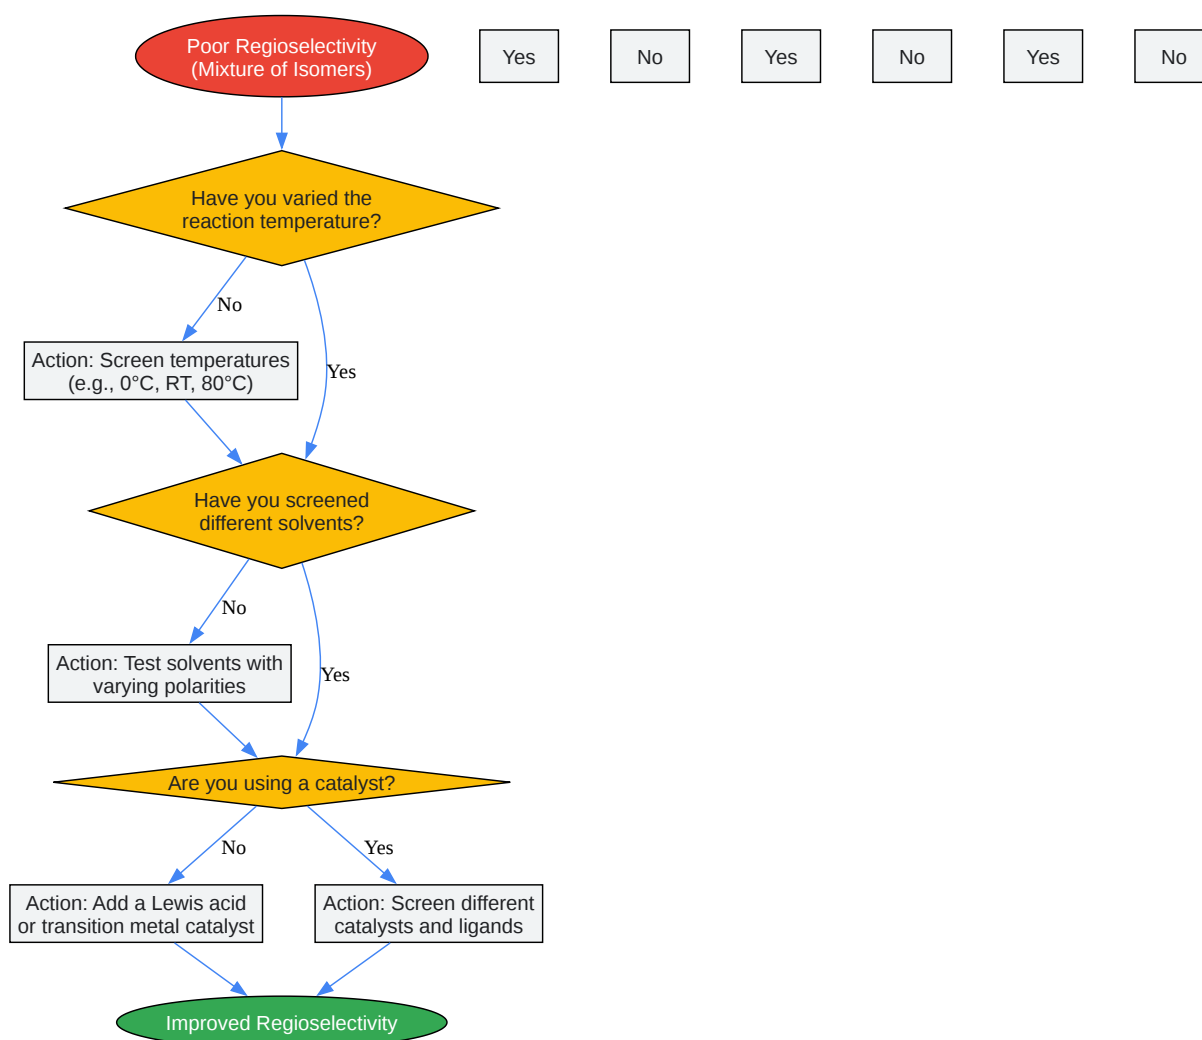 Poor Regioselectivity
(Mixture of Isomers)
Yes
No
Yes
No
Yes
No
Have you varied the
reaction temperature?
No
Action: Screen temperatures
(e.g., 0°C, RT, 80°C)
Yes
Have you screened
different solvents?
No
Action: Test solvents with
varying polarities
Yes
Are you using a catalyst?
No
Yes
Action: Add a Lewis acid
or transition metal catalyst
Action: Screen different
catalysts and ligands
Improved Regioselectivity